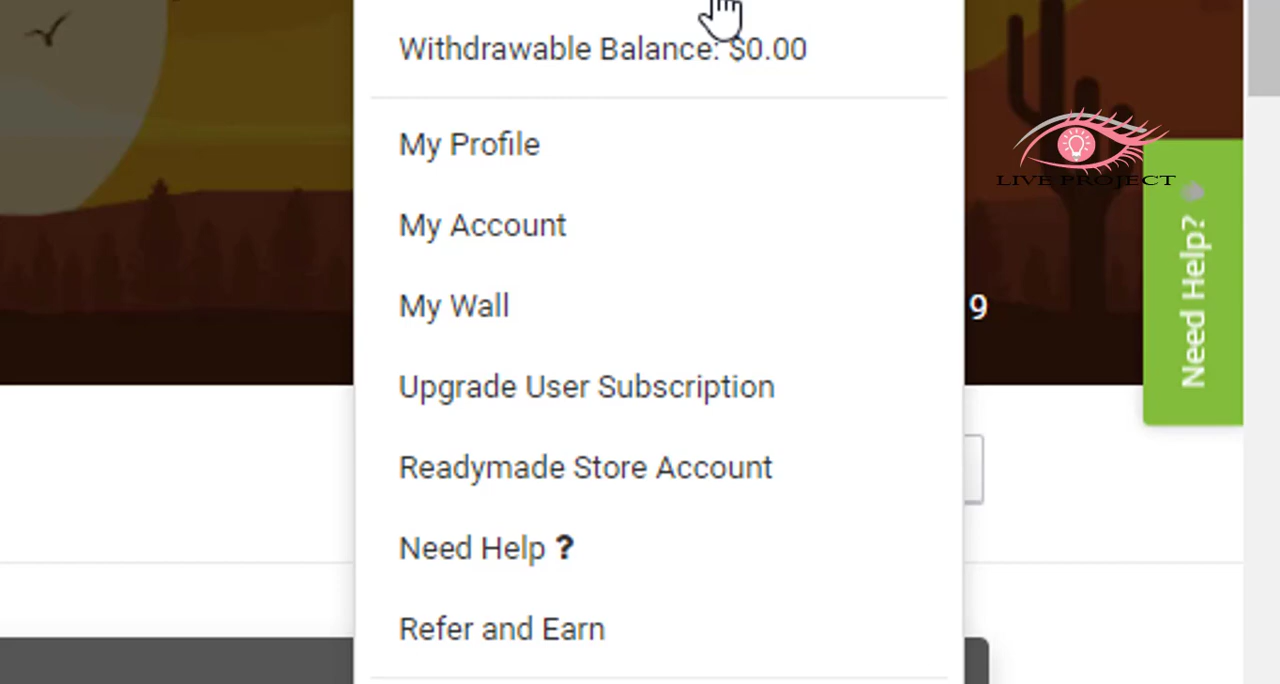 Withdrawable Balance: $0.00
My Profile
My Account
My Wall
Upgrade User Subscription
Readymade Store Account
Need Help ?
Refer and Earn
9
LIVE PROJECT
Need Help?